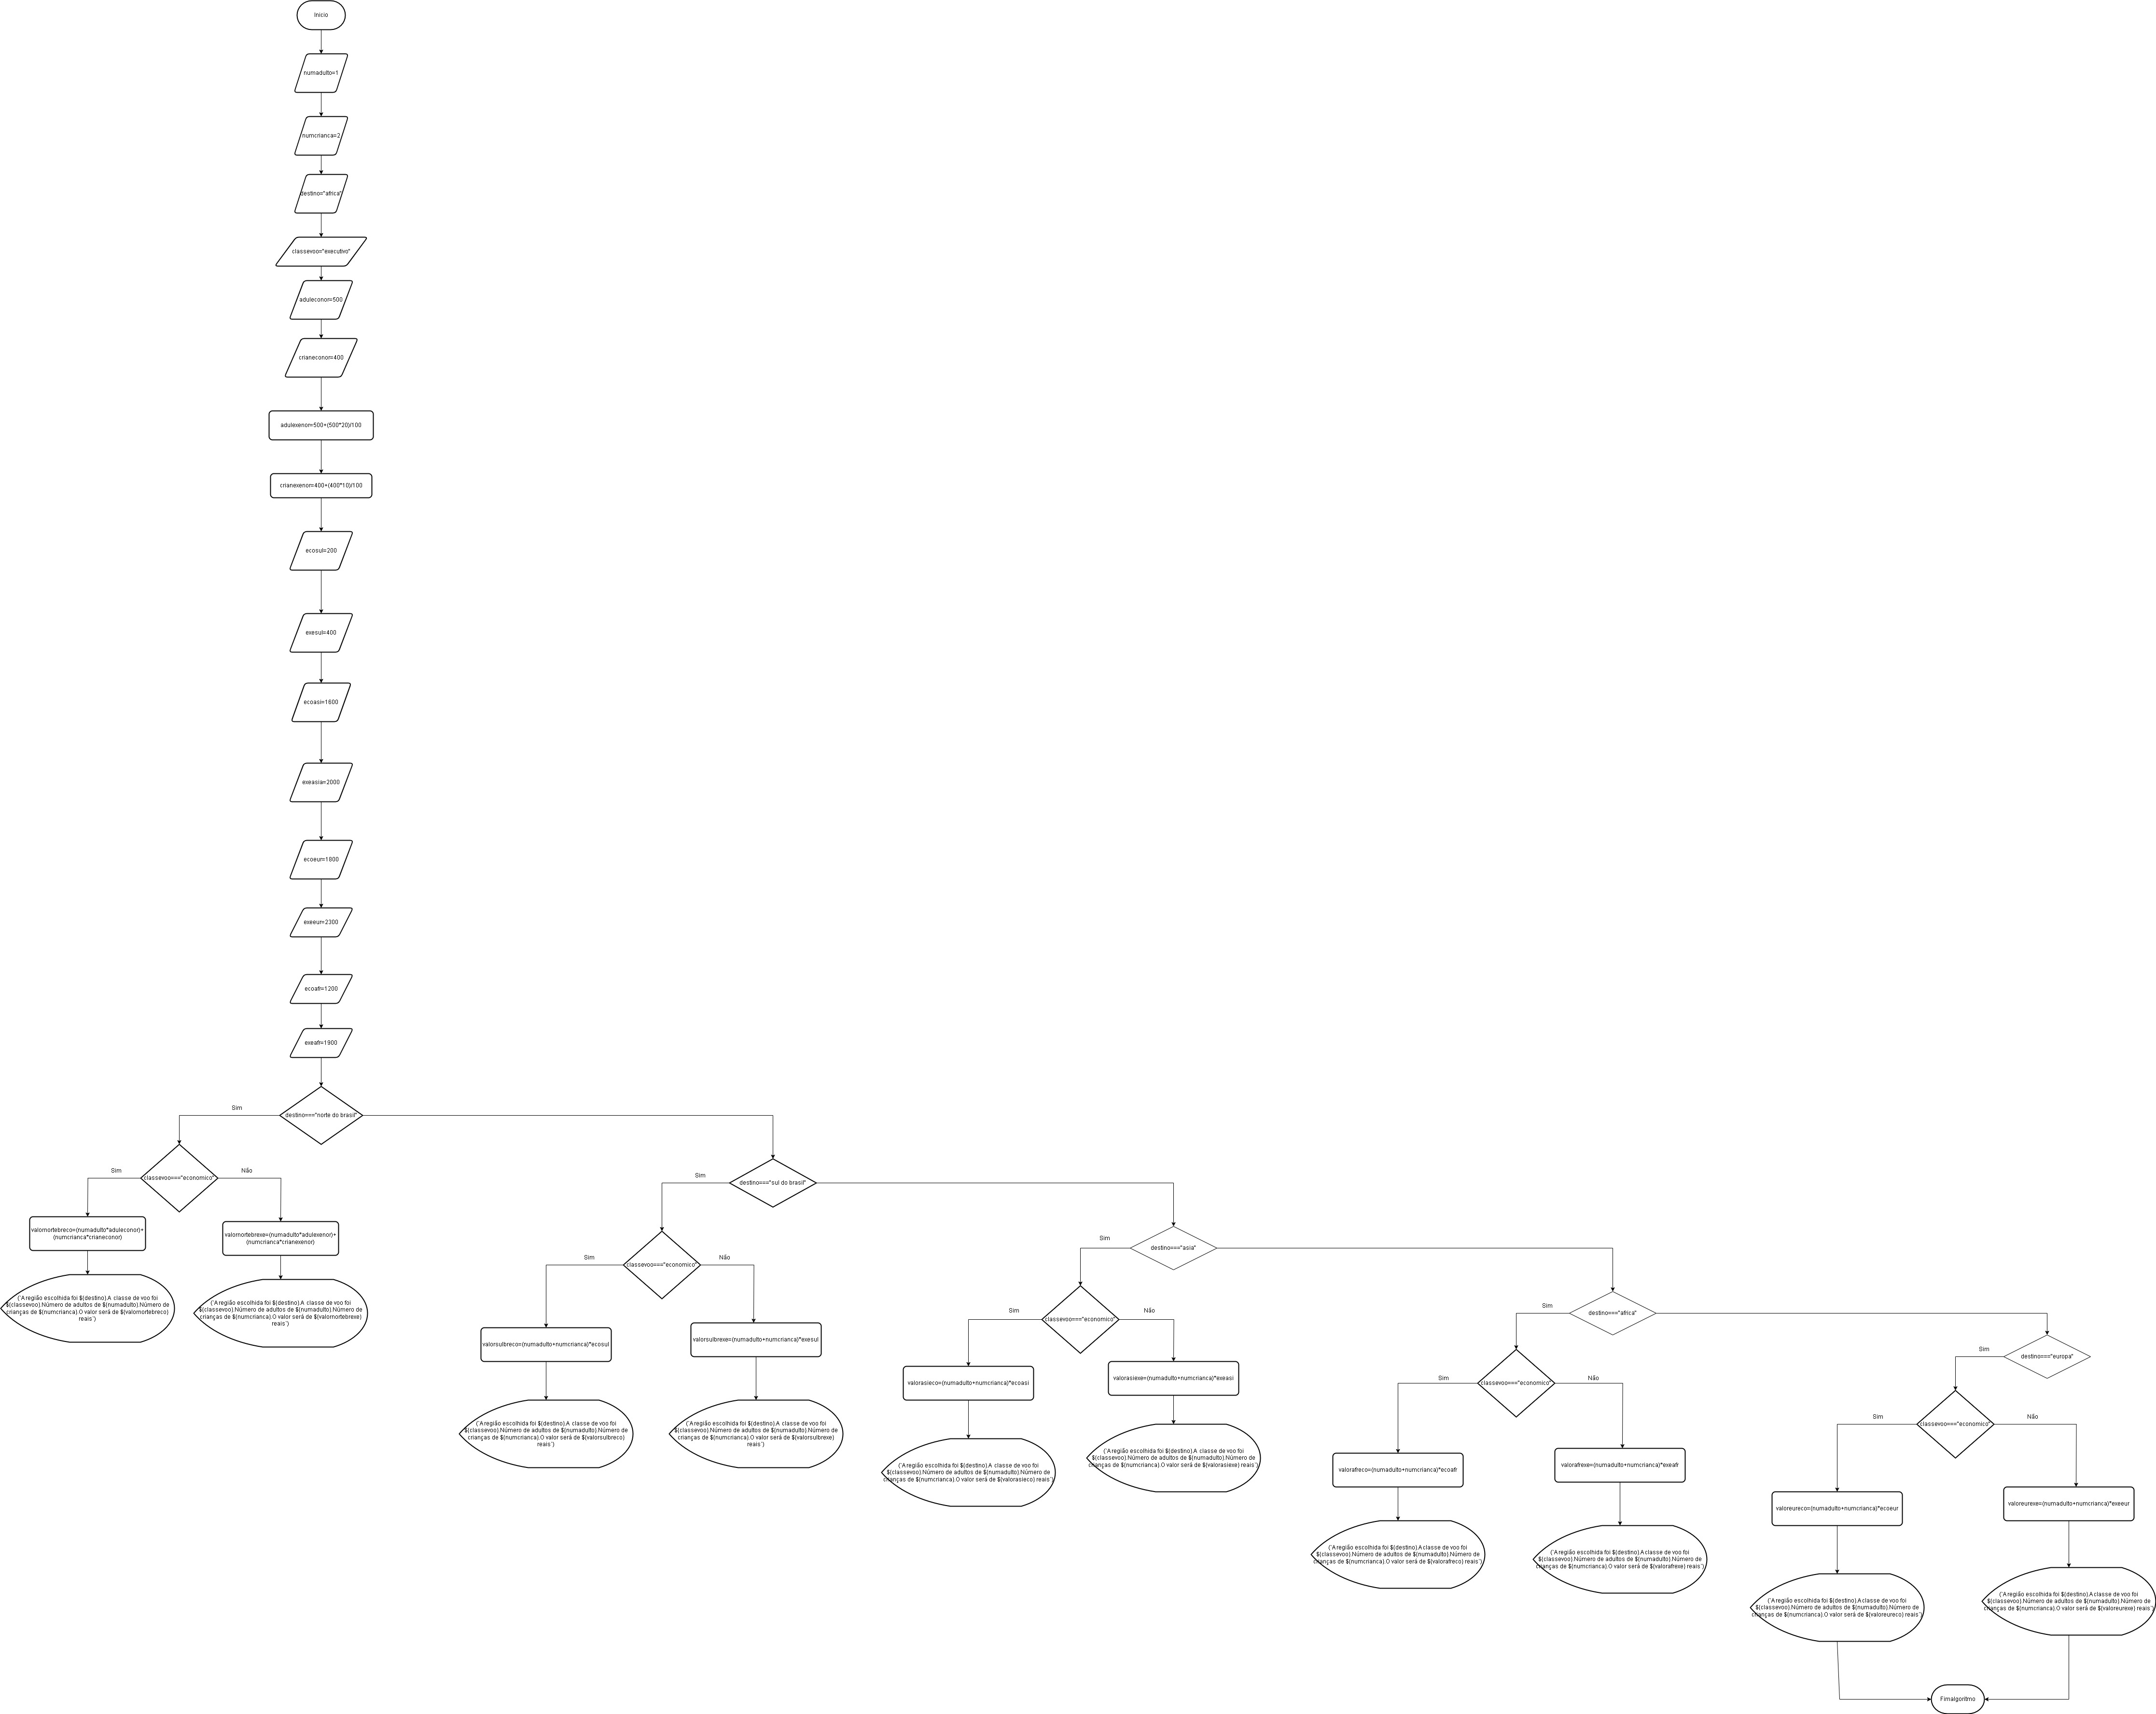 Inicio
numadulto=1
numcrianca=2
destino="africa"
classevoo="executivo"
aduleconor=500
crianeconor=400
adulexenor=500+(500*20)/100
crianexenor=400+(400*10)/100
ecosul=200
exesul=400
ecoasi=1600
exeasia=2000
ecoeur=1800
exeeur=2300
ecoafr=1200
exeafr=1900
destino==="norte do brasil"
Sim
classevoo==="economico"
Sim
Não
valornortebreco=(numadulto*aduleconor)+
(numcrianca*crianeconor)
valornortebrexe=(numadulto*adulexenor)+
(numcrianca*crianexenor)
(`A região escolhida foi $(destino).A classe de voo foi
$(classevoo).Número de adultos de $(numadulto).Número de
crianças de $(numcrianca).O valor será de $(valornortebreco)
reais`)
(`A região escolhida foi $(destino).A classe de voo foi
$(classevoo).Número de adultos de $(numadulto).Número de
crianças de $(numcrianca).O valor será de $(valornortebrexe)
reais`)
destino==="sul do brasil"
Sim
classevoo==="economico"
Sim
Não
valorsulbreco=(numadulto+numcrianca)*ecosul
valorsulbrexe=(numadulto+numcrianca)*exesul
(`A região escolhida foi $(destino).A classe de voo foi
$(classevoo).Número de adultos de $(numadulto).Número de
crianças de $(numcrianca).O valor será de $(valorsulbreco)
reais`)
(`A região escolhida foi $(destino).A classe de voo foi
$(classevoo).Número de adultos de $(numadulto).Número de
crianças de $(numcrianca).O valor será de $(valorsulbrexe)
reais`)
destino==="asia"
Sim
classevoo==="economico"
Sim
Não
valorasieco=(numadulto+numcrianca)*ecoasi
valorasiexe=(numadulto+numcrianca)*exeasi
(`A região escolhida foi $(destino).A classe de voo foi
$(classevoo).Número de adultos de $(numadulto).Número de
crianças de $(numcrianca).O valor será de $(valorasieco) reais`)
(`A região escolhida foi $(destino).A classe de voo foi
$(classevoo).Número de adultos de $(numadulto).Número de
crianças de $(numcrianca).O valor será de $(valorasiexe) reais`)
destino==="africa"
Sim
classevoo==="economico"
Sim
Não
valorafreco=(numadulto+numcrianca)*ecoafr
valorafrexe=(numadulto+numcrianca)*exeafr
(`A região escolhida foi $(destino).A classe de voo foi
$(classevoo).Número de adultos de $(numadulto).Número de
crianças de $(numcrianca).O valor será de $(valorafreco) reais`)
(`A região escolhida foi $(destino).A classe de voo foi
$(classevoo).Número de adultos de $(numadulto).Número de
crianças de $(numcrianca).O valor será de $(valorafrexe) reais`)
destino==="europa"
Sim
classevoo==="economico"
Sim
Não
valoreureco=(numadulto+numcrianca)*ecoeur
valoreurexe=(numadulto+numcrianca)*exeeur
(`A região escolhida foi $(destino).A classe de voo foi
$(classevoo).Número de adultos de $(numadulto).Número de
crianças de $(numcrianca).O valor será de $(valoreureco) reais`)
(`A região escolhida foi $(destino).A classe de voo foi
$(classevoo).Número de adultos de $(numadulto).Número de
crianças de $(numcrianca).O valor será de $(valoreurexe) reais`)
Fimalgoritmo